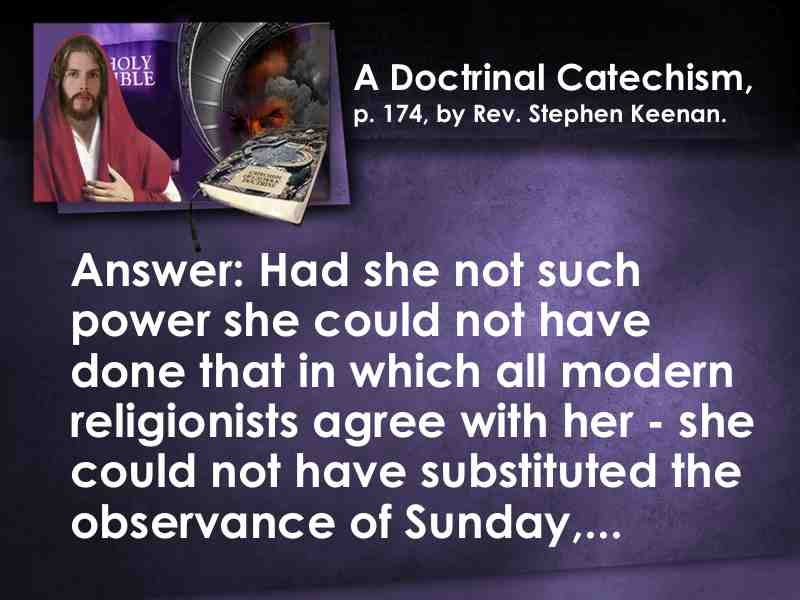 HOLY
BIBLE
A Doctrinal Catechism,
p. 174, by Rev. Stephen Keenan.
CATECHISM
DOCTRINE
Answer: Had she not such
power she could not have
done that in which all modern
religionists agree with her - she
could not have substituted the
observance of Sunday,...